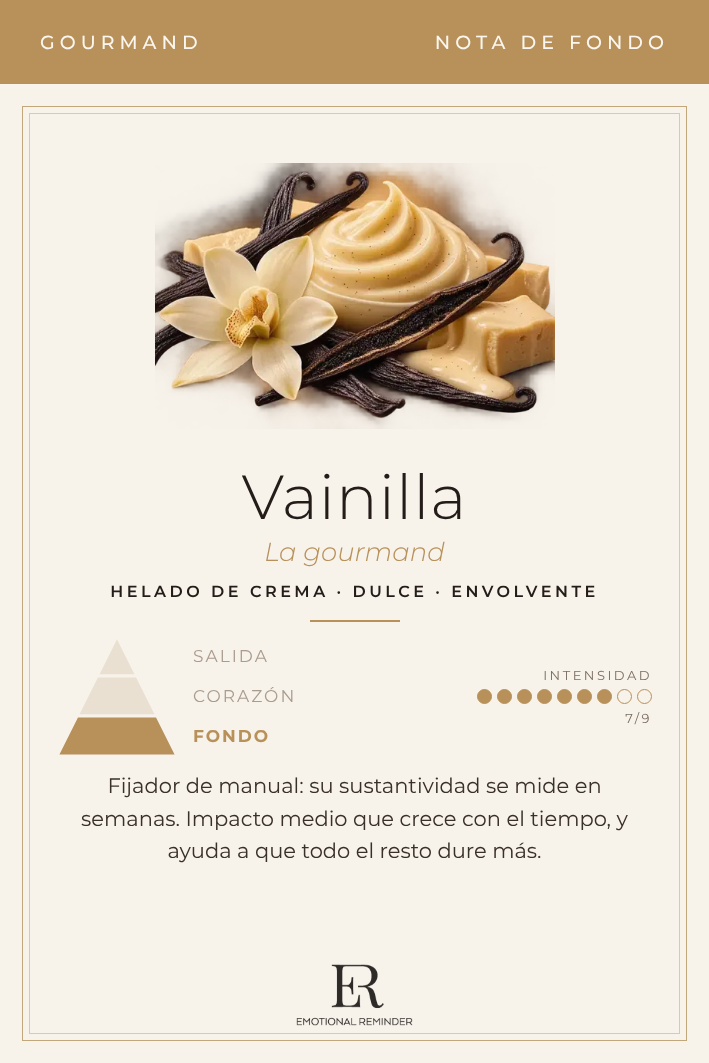 GOURMAND
NOTA DE FONDO
Vainilla
La gourmand
HELADO DE CREMA · DULCE · ENVOLVENTE
SALIDA
CORAZÓN
FONDO
INTENSIDAD
7/9
Fijador de manual: su sustantividad se mide en
semanas. Impacto medio que crece con el tiempo, y
ayuda a que todo el resto dure más.
ER
EMOTIONAL REMINDER